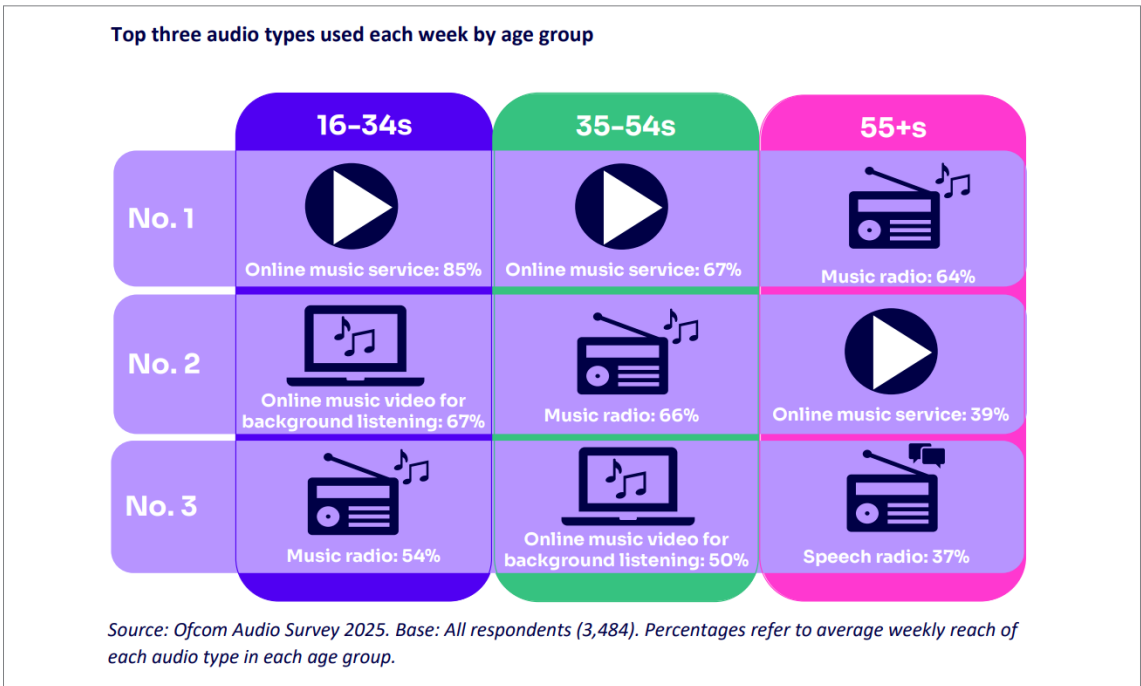 Top three audio types used each week by age group
16-34s
35-54s
55+s
No. 1
Online music service: 85%
Online music service: 67%
Music radio: 64%
No. 2
Online music video for
background listening: 67%
Music radio: 66%
Online music service: 39%
No. 3
Music radio: 54%
Online music video for
background listening: 50%
Speech radio: 37%
Source: Ofcom Audio Survey 2025. Base: All respondents (3,484). Percentages refer to average weekly reach of
each audio type in each age group.